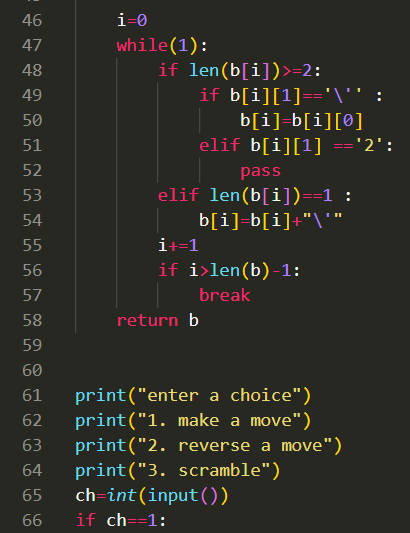 46 i=0
47 while(1):
48 if len(b[i])>=2:
49 if b[i][1]=='\'' :
50 b[i]=b[i][0]
51 elif b[i][1] =='2':
52 pass
53 elif len(b[i])==1 :
54 b[i]=b[i]+"\'"
55 i+=1
56 if i>len(b)-1:
57 break
58 return b
59
60
61 print("enter a choice")
62 print("1. make a move")
63 print("2. reverse a move")
64 print("3. scramble")
65 ch=int(input())
66 if ch==1: